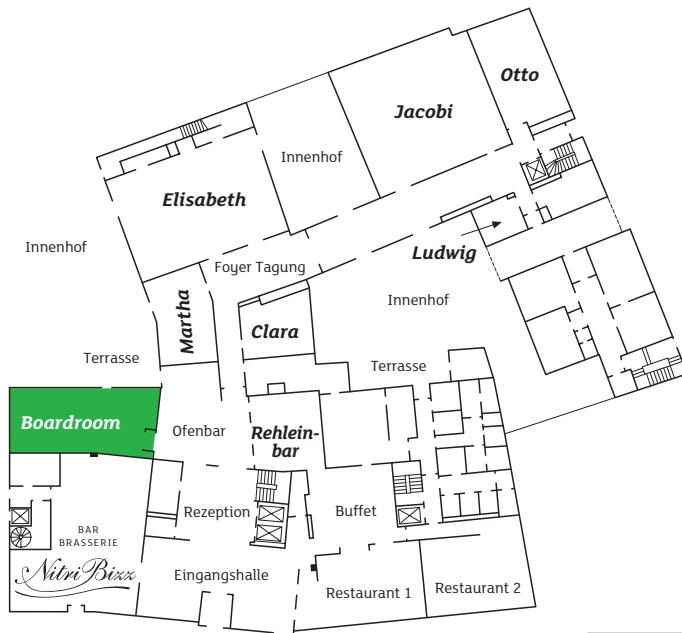 Otto
Jacobi
Innenhof
Elisabeth
Innenhof
Ludwig
Foyer Tagung
Innenhof
Martha
Clara
Terrasse
Terrasse
Boardroom
Ofenbar
Rehlein-
bar
Rezeption
Buffet
BAR
BRASSERIE
NitriBizz
Eingangshalle
Restaurant 1
Restaurant 2